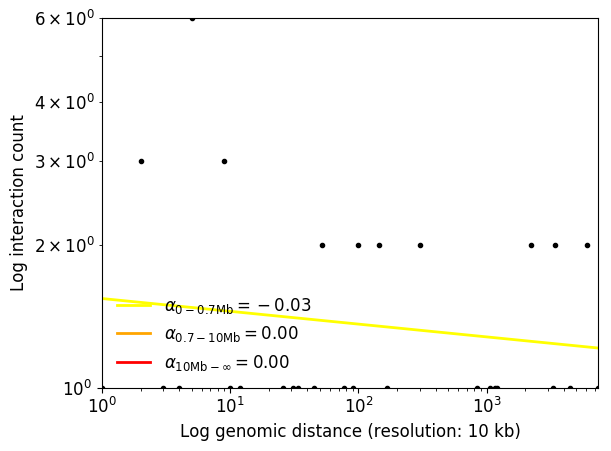 6 × 10⁰
4 × 10⁰
3 × 10⁰
2 × 10⁰
10⁰
Log interaction count
α₀₋₀.₇Mb = −0.03
α₀.₇₋₁₀Mb = 0.00
α₁₀Mb₋∞ = 0.00
10⁰ 10¹ 10² 10³
Log genomic distance (resolution: 10 kb)